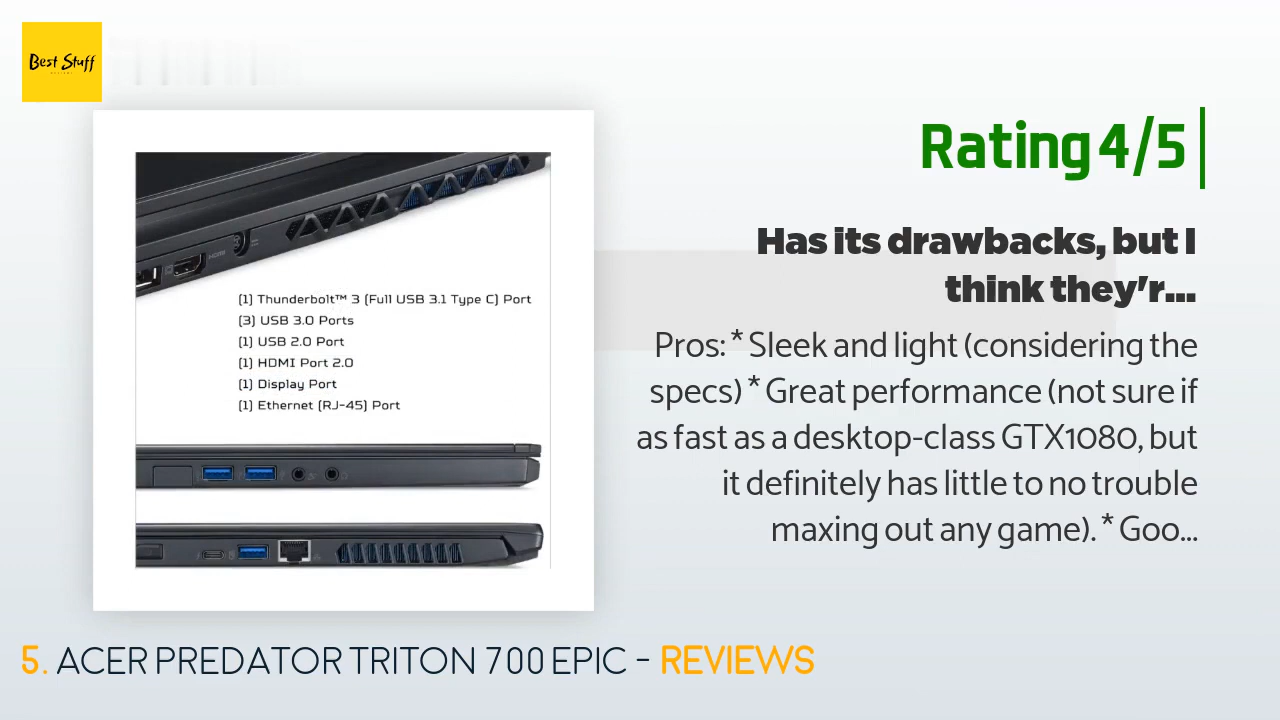 Best Stuff
Rating 4/5
Has its drawbacks, but I
think they'r...
Pros: * Sleek and light (considering the
specs) * Great performance (not sure if
as fast as a desktop-class GTX1080, but
it definitely has little to no trouble
maxing out any game). * Goo...
HDMI
(1) Thunderbolt™ 3 (Full USB 3.1 Type C) Port
(3) USB 3.0 Ports
(1) USB 2.0 Port
(1) HDMI Port 2.0
(1) Display Port
(1) Ethernet (RJ-45) Port
5. ACER PREDATOR TRITON 700 EPIC - REVIEWS